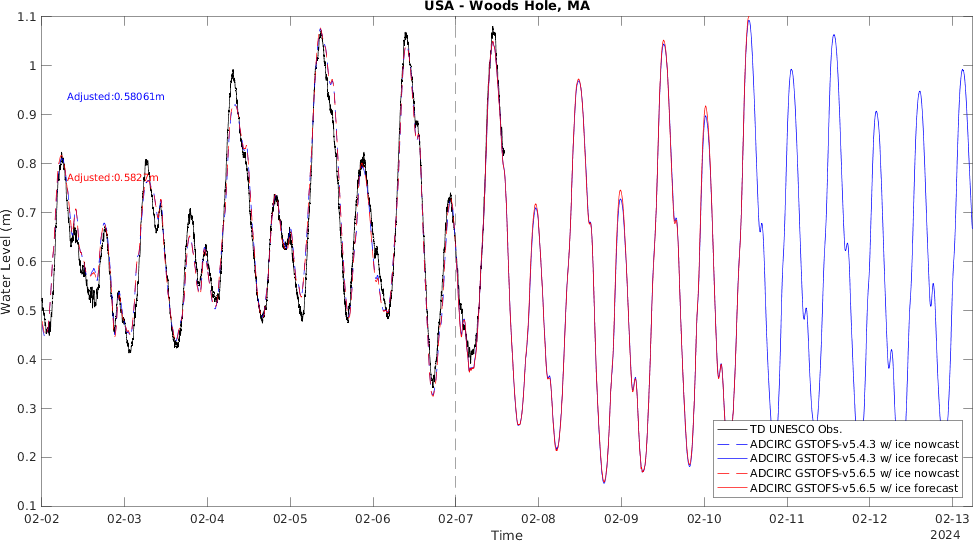 USA - Woods Hole, MA
1.1
1
0.9
0.8
0.7
0.6
0.5
0.4
0.3
0.2
0.1
Water Level (m)
Adjusted:0.58061m
TD UNESCO Obs.
ADCIRC GSTOFS-v5.4.3 w/ ice nowcast
ADCIRC GSTOFS-v5.4.3 w/ ice forecast
ADCIRC GSTOFS-v5.6.5 w/ ice nowcast
ADCIRC GSTOFS-v5.6.5 w/ ice forecast
02-02 02-03 02-04 02-05 02-06 02-07 02-08 02-09 02-10 02-11 02-12 02-13
Time
2024